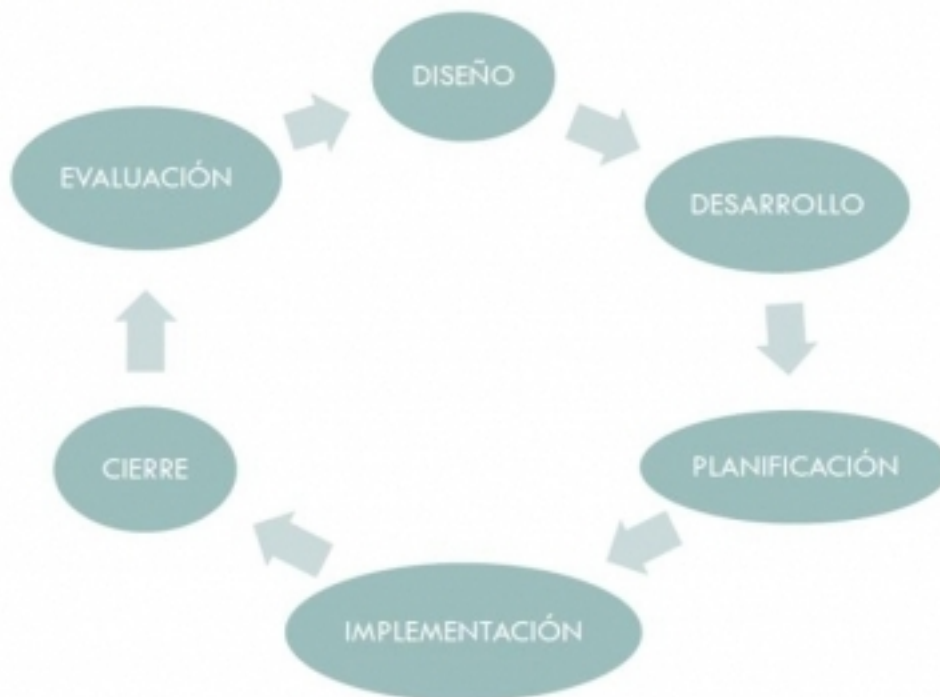 DISEÑO
DESARROLLO
PLANIFICACIÓN
IMPLEMENTACIÓN
CIERRE
EVALUACIÓN